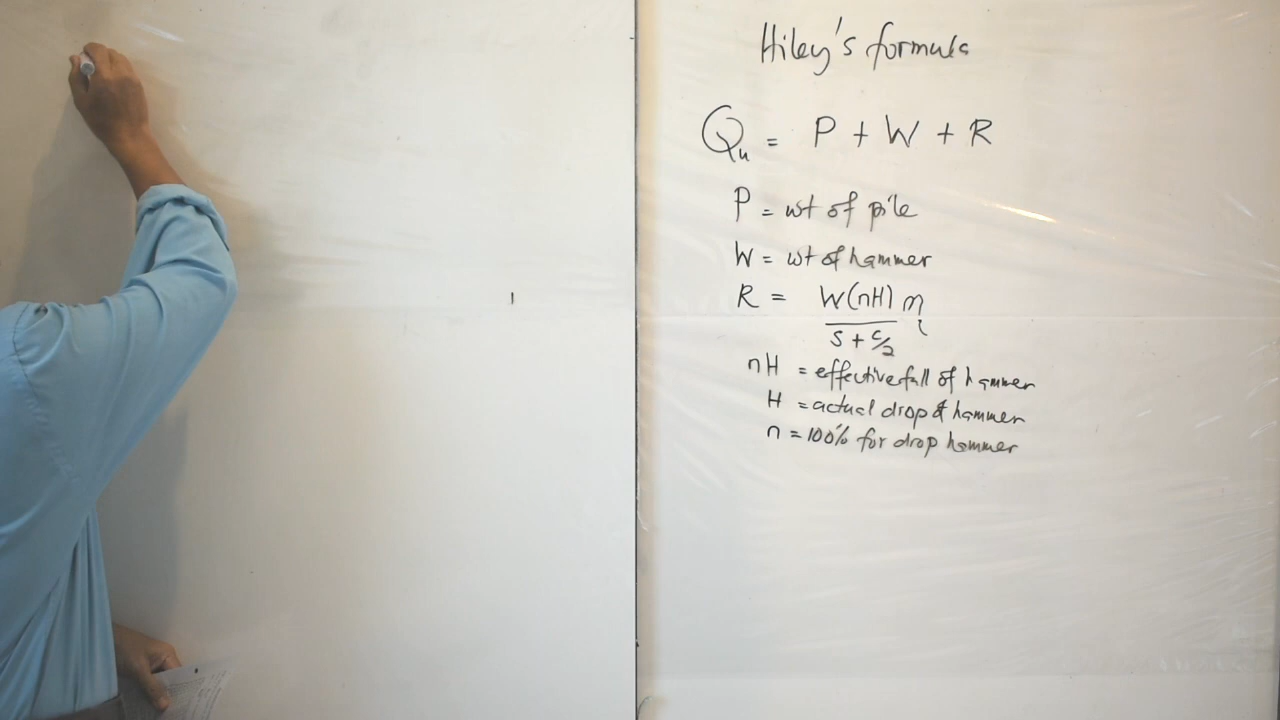 Hiley's formula
Qu = P + W + R
P = wt of pile
W = wt of hammer
R = W(nH) η
S + C/2
nH = effective fall of hammer
H = actual drop of hammer
n = 100% for drop hammer